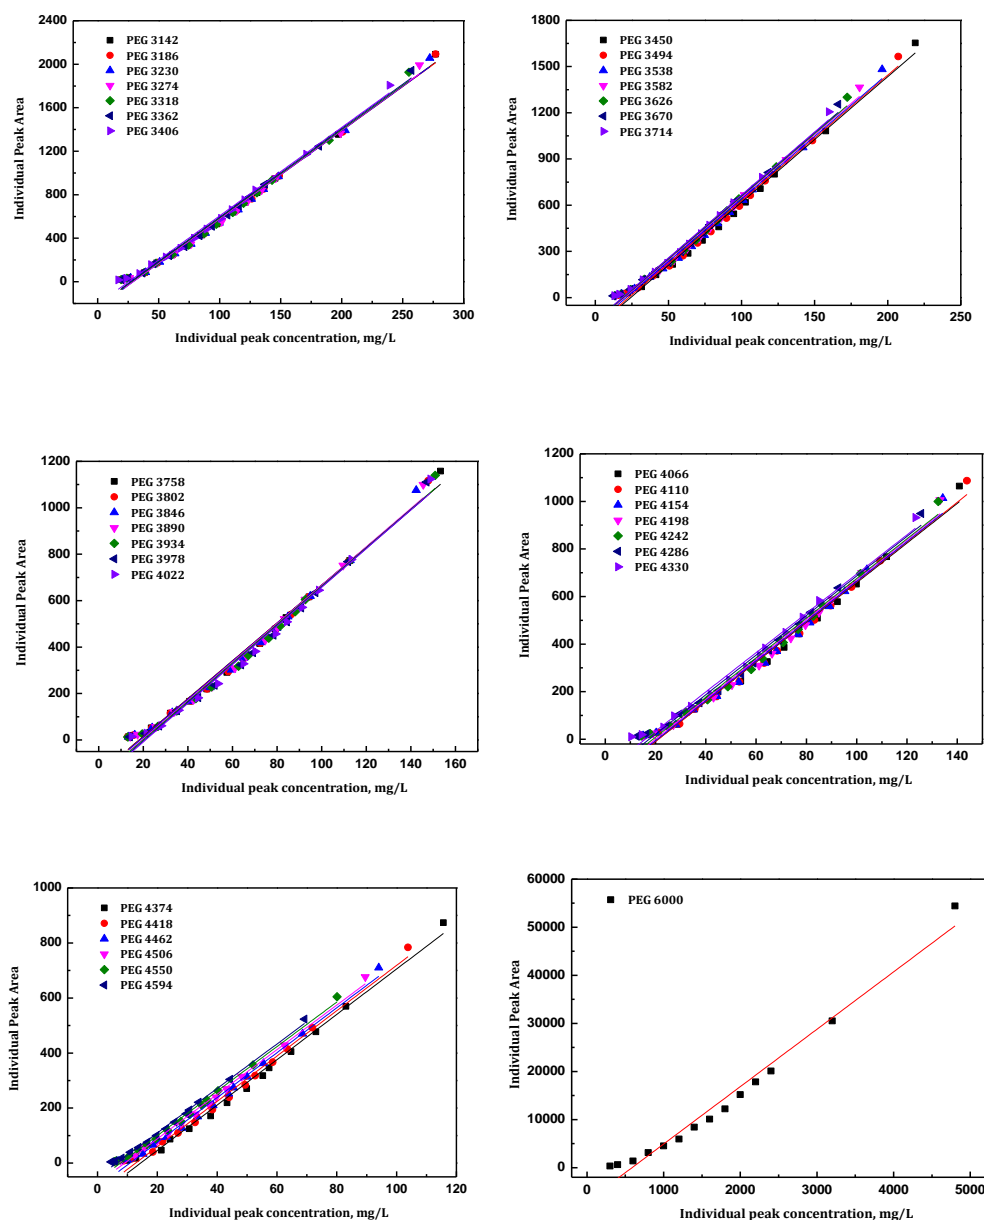 2400
2000
1600
1200
800
400
0
Individual Peak Area
PEG 3142
PEG 3186
PEG 3230
PEG 3274
PEG 3318
PEG 3362
PEG 3406
0 50 100 150 200 250 300
Individual peak concentration, mg/L
1800
1500
1200
900
600
300
0
Individual Peak Area
PEG 3450
PEG 3494
PEG 3538
PEG 3582
PEG 3626
PEG 3670
PEG 3714
0 50 100 150 200 250
Individual peak concentration, mg/L
1200
1000
800
600
400
200
0
Individual Peak Area
PEG 3758
PEG 3802
PEG 3846
PEG 3890
PEG 3934
PEG 3978
PEG 4022
0 20 40 60 80 100 120 140 160
Individual peak concentration, mg/L
1200
1000
800
600
400
200
0
Individual Peak Area
PEG 4066
PEG 4110
PEG 4154
PEG 4198
PEG 4242
PEG 4286
PEG 4330
0 20 40 60 80 100 120 140
Individual peak concentration, mg/L
1000
800
600
400
200
0
Individual Peak Area
PEG 4374
PEG 4418
PEG 4462
PEG 4506
PEG 4550
PEG 4594
0 20 40 60 80 100 120
Individual peak concentration, mg/L
60000
50000
40000
30000
20000
10000
0
Individual Peak Area
PEG 6000
0 1000 2000 3000 4000 5000
Individual peak concentration, mg/L